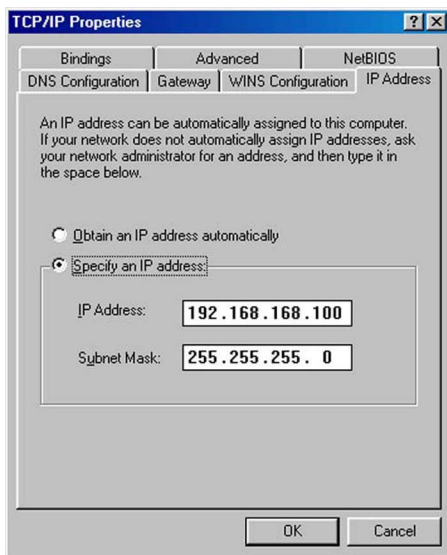 TCP/IP Properties
Bindings Advanced NetBIOS
DNS Configuration Gateway WINS Configuration IP Address
An IP address can be automatically assigned to this computer.
If your network does not automatically assign IP addresses, ask
your network administrator for an address, and then type it in
the space below.
Obtain an IP address automatically
Specify an IP address:
IP Address: 192.168.168.100
Subnet Mask: 255.255.255. 0
OK Cancel